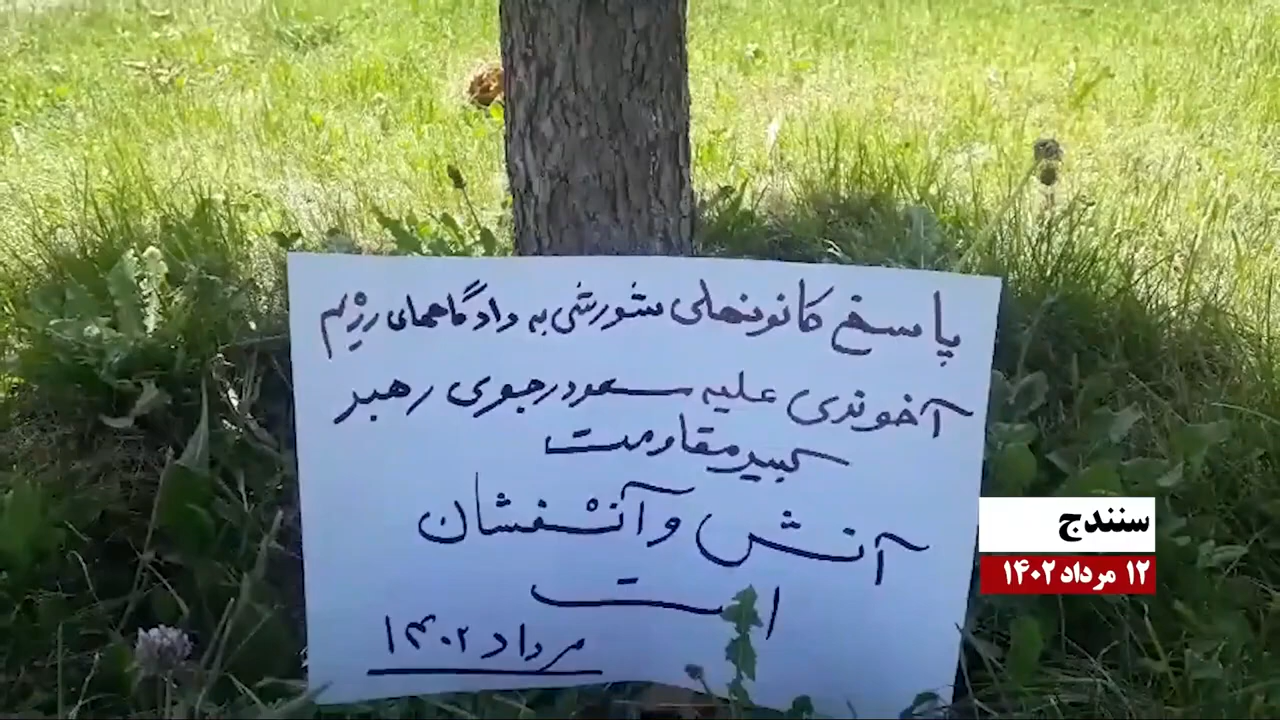 پاسخ کانونهای شورشی به دادگاههای رژیم
آخوندی علیه مسعود رجوی رهبر
کبیر مقاومت
آتش و آتشفشان
است
مرداد ۱۴۰۲
سنندج
۱۲ مرداد ۱۴۰۲